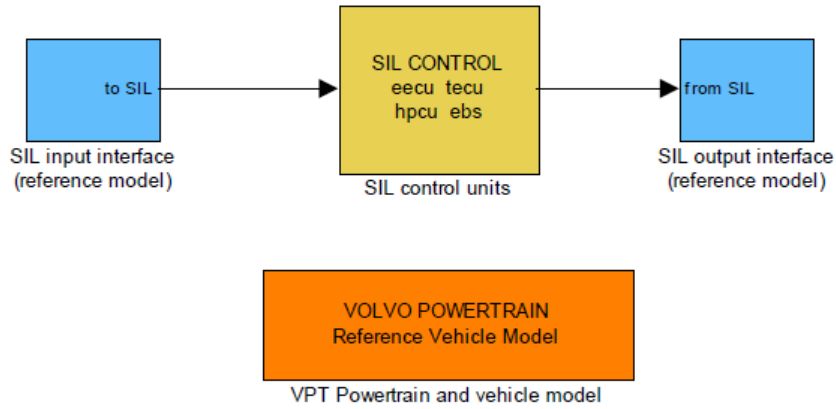 to SIL
SIL CONTROL
eecu tecu
hpcu ebs
from SIL
SIL input interface
(reference model)
SIL control units
SIL output interface
(reference model)
VOLVO POWERTRAIN
Reference Vehicle Model
VPT Powertrain and vehicle model